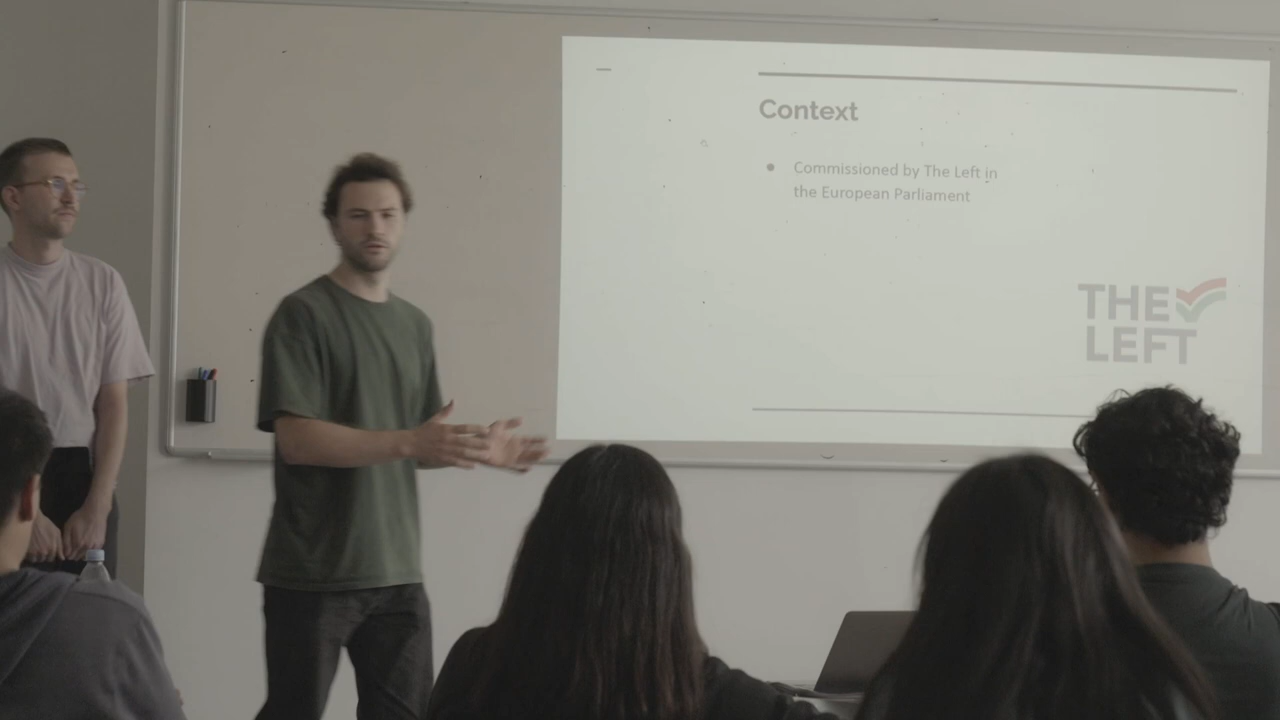 Context
Commissioned by The Left in
the European Parliament
THE
LEFT